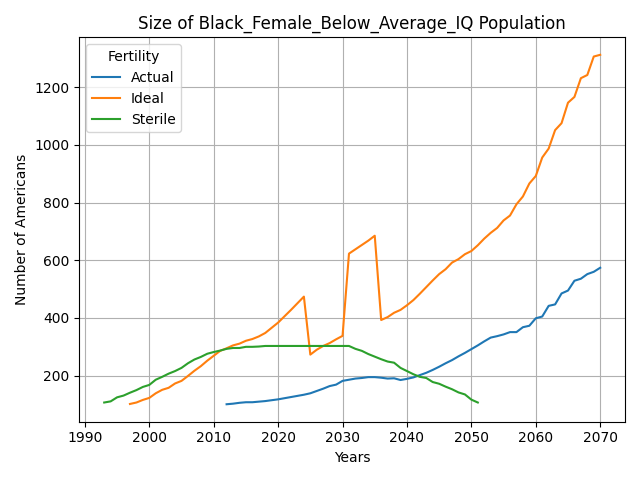 Size of Black_Female_Below_Average_IQ Population
Fertility
Actual
Ideal
Sterile
Number of Americans
1200
1000
800
600
400
200
1990 2000 2010 2020 2030 2040 2050 2060 2070
Years